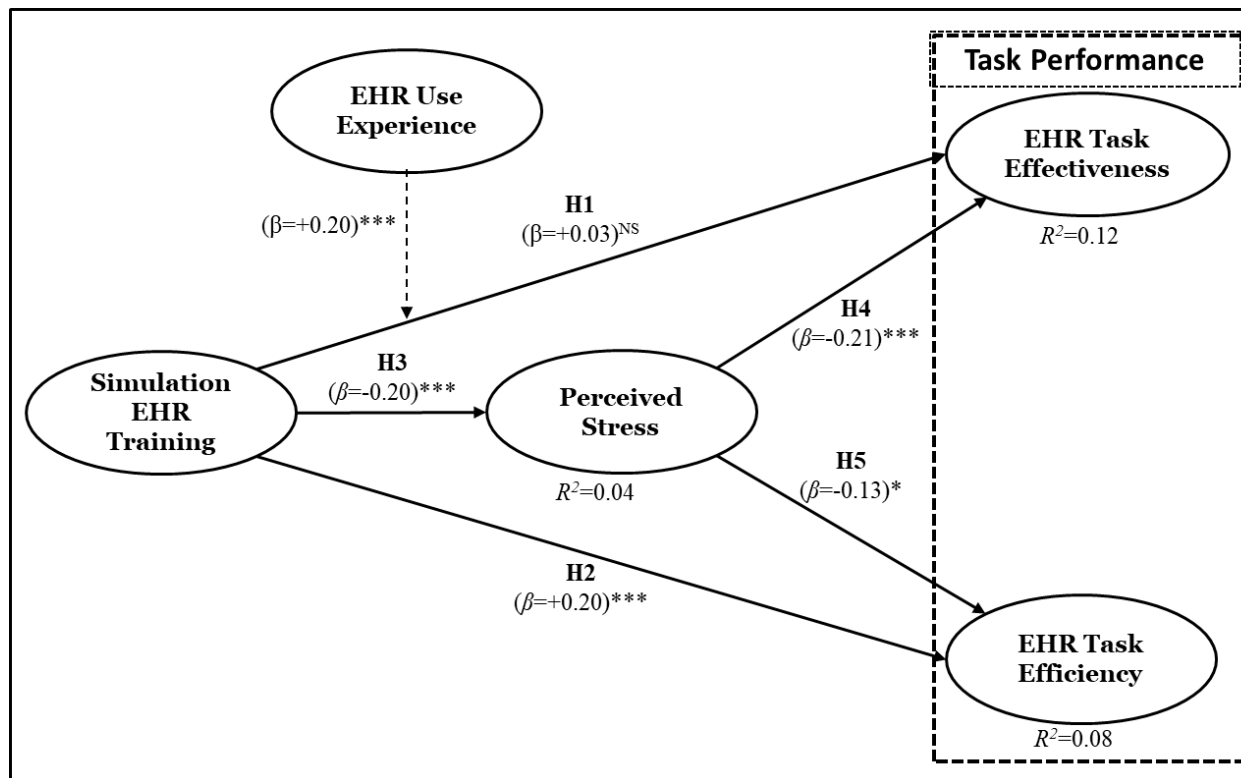 Task Performance
EHR Use
Experience
EHR Task
Effectiveness
R²=0.12
(β=+0.20)***
H1
(β=+0.03)ᴺˢ
H4
(β=-0.21)***
Simulation
EHR
Training
H3
(β=-0.20)***
Perceived
Stress
R²=0.04
H5
(β=-0.13)*
H2
(β=+0.20)***
EHR Task
Efficiency
R²=0.08